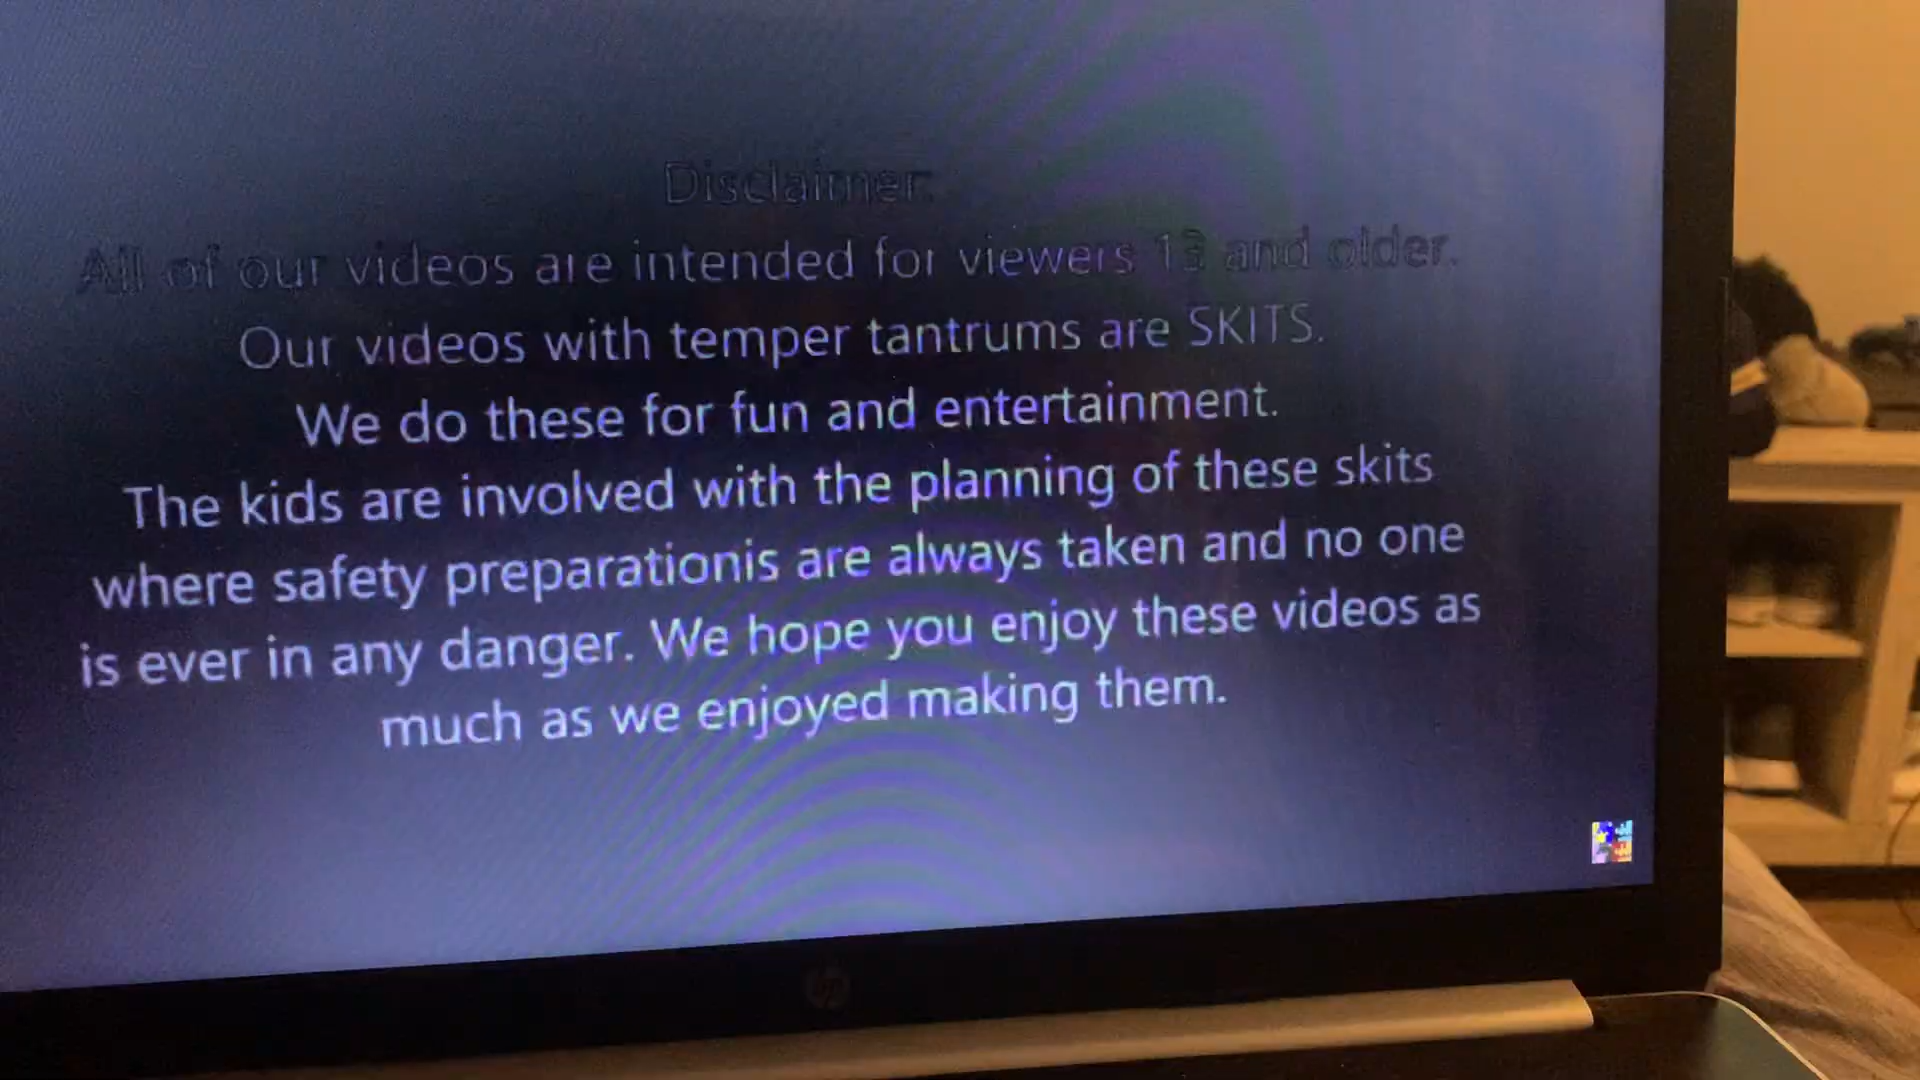 Disclaimer:
All of our videos are intended for viewers 13 and older.
Our videos with temper tantrums are SKITS.
We do these for fun and entertainment.
The kids are involved with the planning of these skits
where safety preparationis are always taken and no one
is ever in any danger. We hope you enjoy these videos as
much as we enjoyed making them.
hp